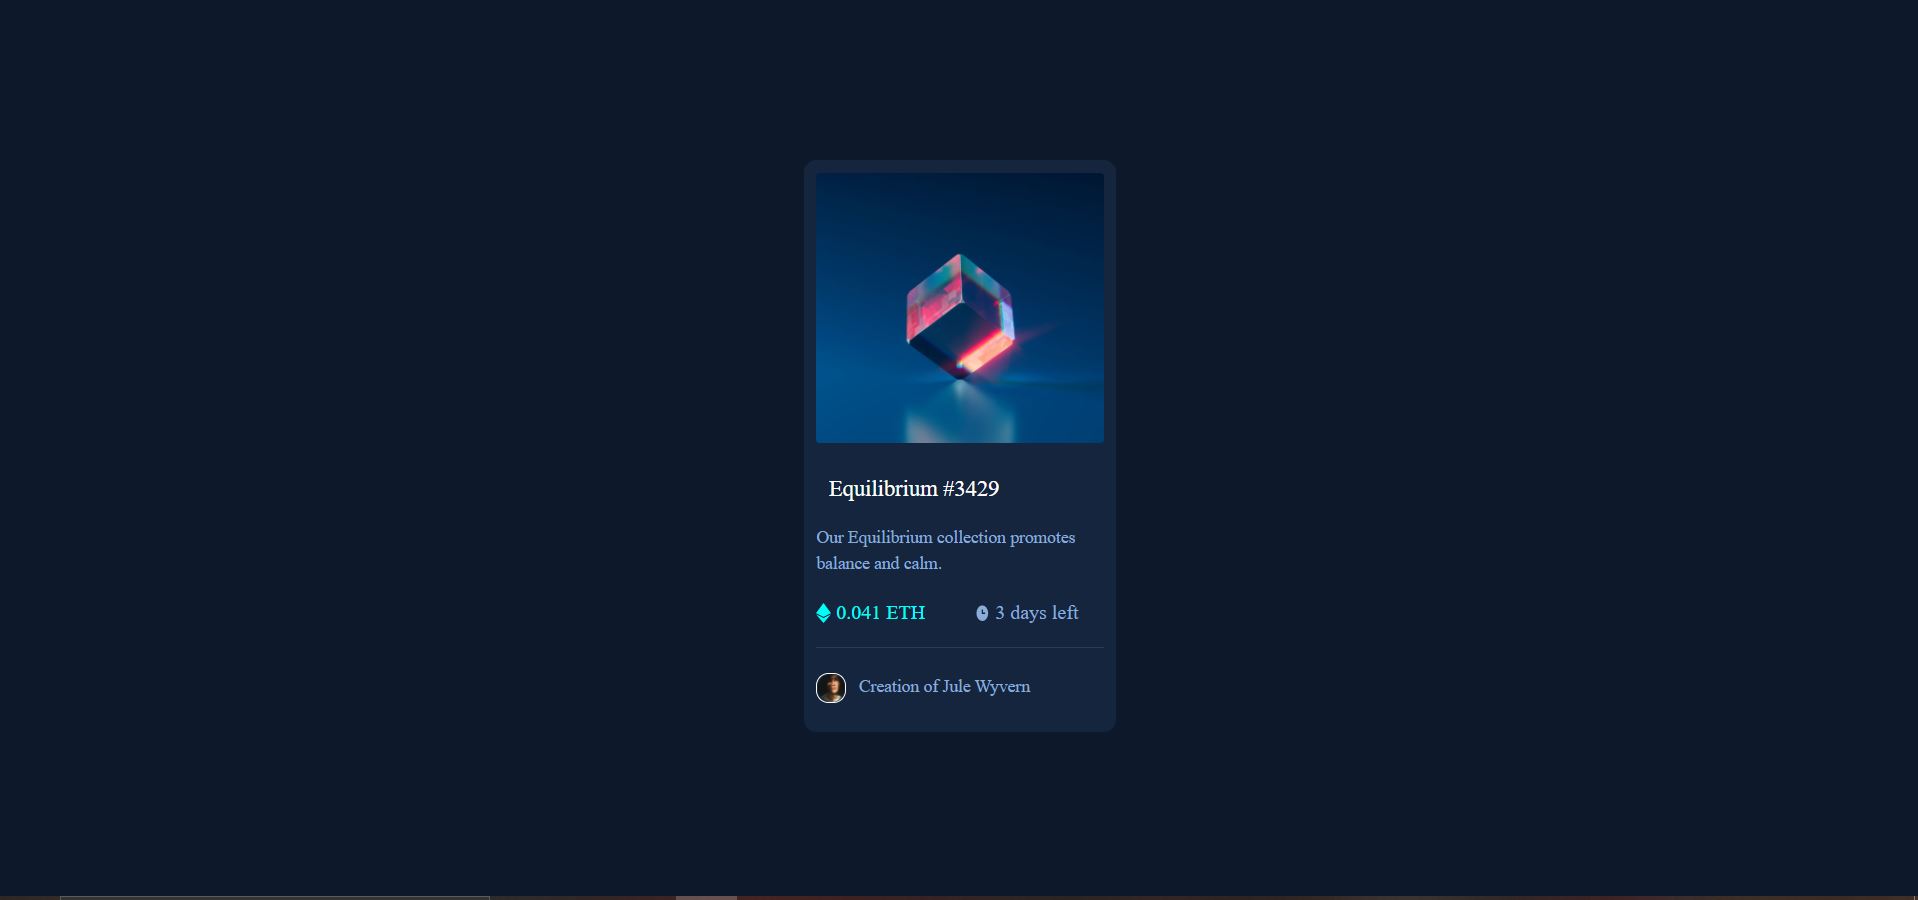 Equilibrium #3429
Our Equilibrium collection promotes
balance and calm.
0.041 ETH
3 days left
Creation of Jule Wyvern